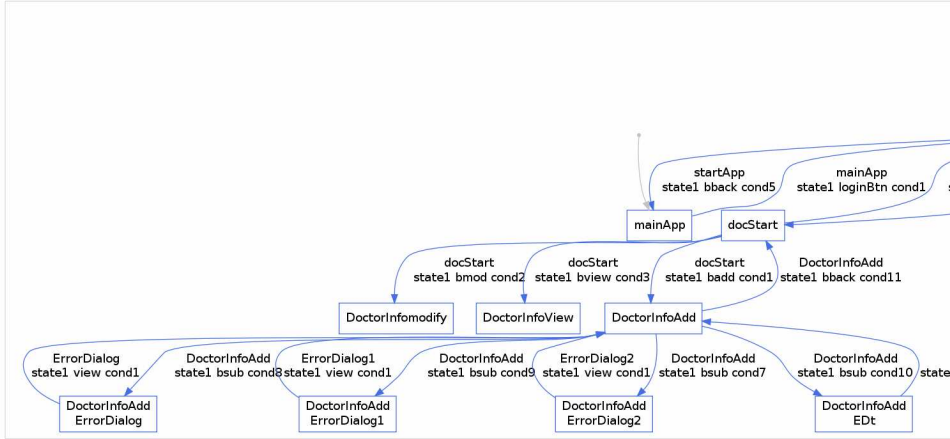 startApp
state1 bback cond5
mainApp
state1 loginBtn cond1
mainApp
docStart
docStart
state1 bmod cond2
docStart
state1 bview cond3
docStart
state1 badd cond1
DoctorInfoAdd
state1 bback cond11
DoctorInfomodify
DoctorInfoView
DoctorInfoAdd
ErrorDialog
state1 view cond1
DoctorInfoAdd
state1 bsub cond8
ErrorDialog1
state1 view cond1
DoctorInfoAdd
state1 bsub cond9
ErrorDialog2
state1 view cond1
DoctorInfoAdd
state1 bsub cond7
DoctorInfoAdd
state1 bsub cond10
state
DoctorInfoAdd
ErrorDialog
DoctorInfoAdd
ErrorDialog1
DoctorInfoAdd
ErrorDialog2
DoctorInfoAdd
EDt